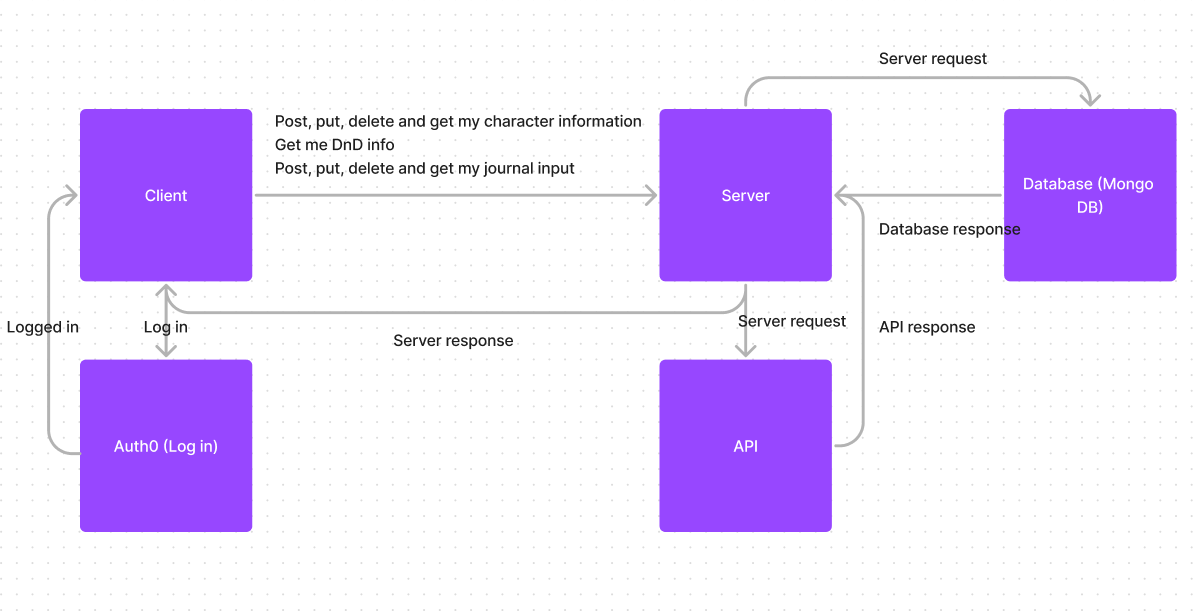 Server request
Post, put, delete and get my character information
Get me DnD info
Post, put, delete and get my journal input
Client
Server
Database (Mongo
DB)
Database response
Logged in
Log in
Server response
Server request
API response
Auth0 (Log in)
API